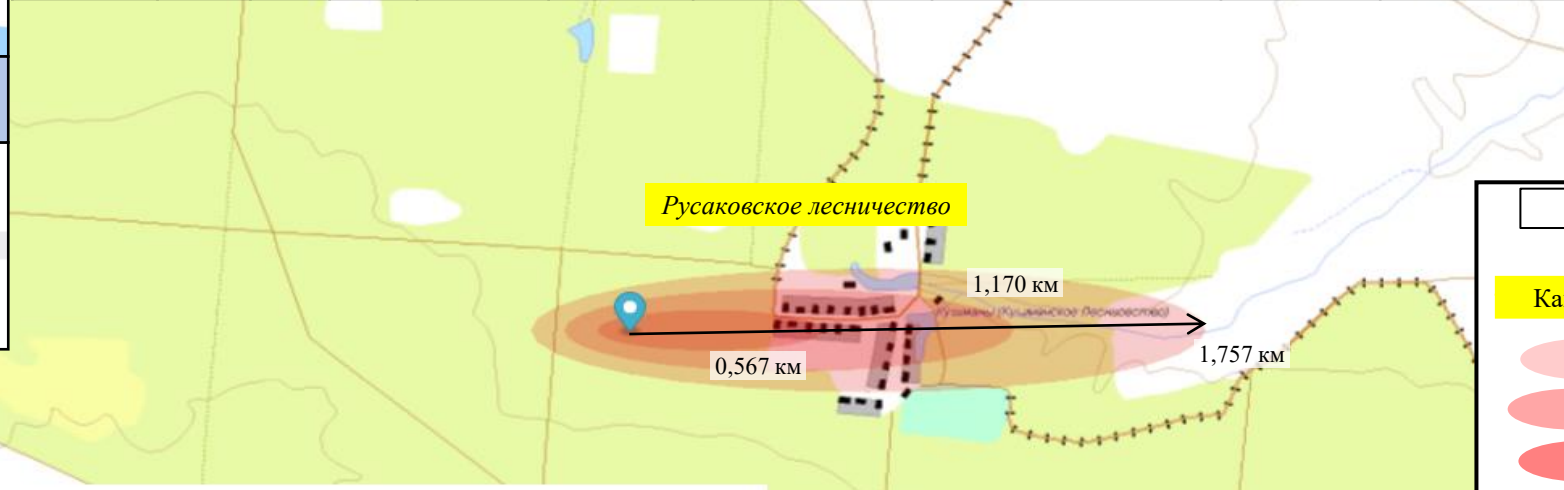 Русаковское лесничество
1,170 км
0,567 км
1,757 км
Ка